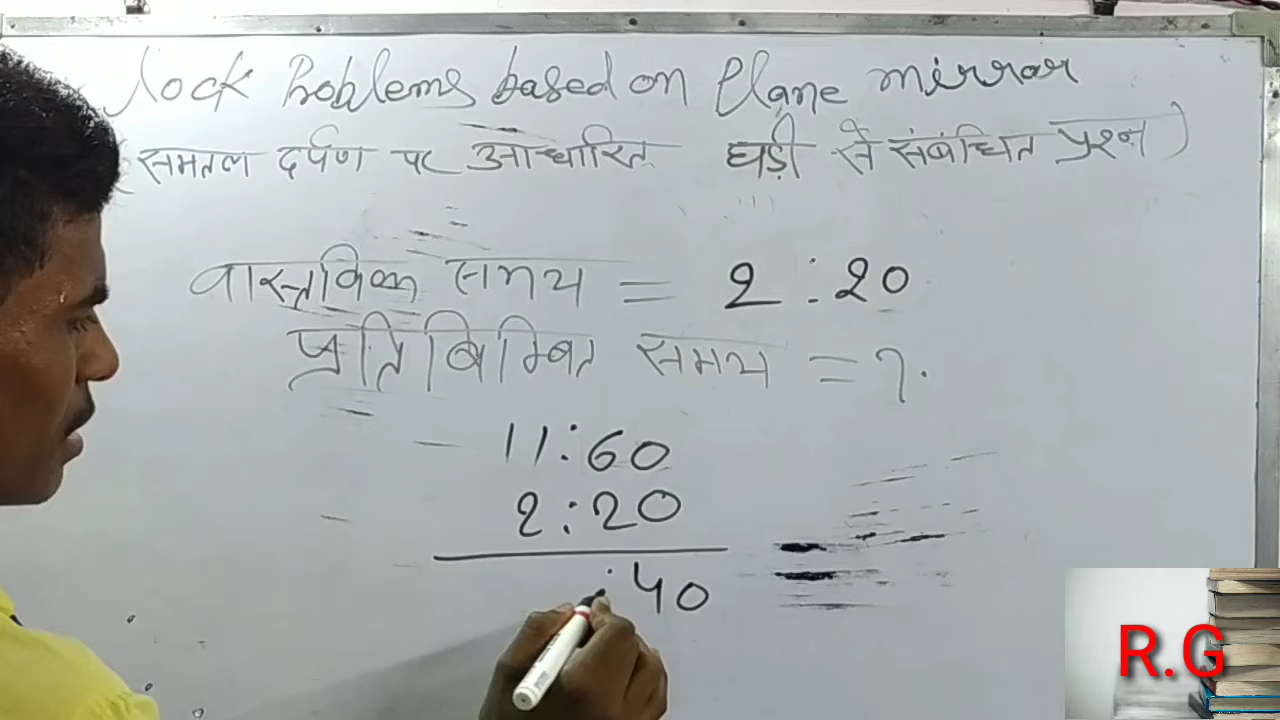 lock Problems based on Plane mirror
(समतल दर्पण पर आधारित घड़ी से संबंधित प्रश्न)
वास्तविक समय = 2:20
प्रतिबिम्बित समय = ?.
11:60
2:20
:40
R.G